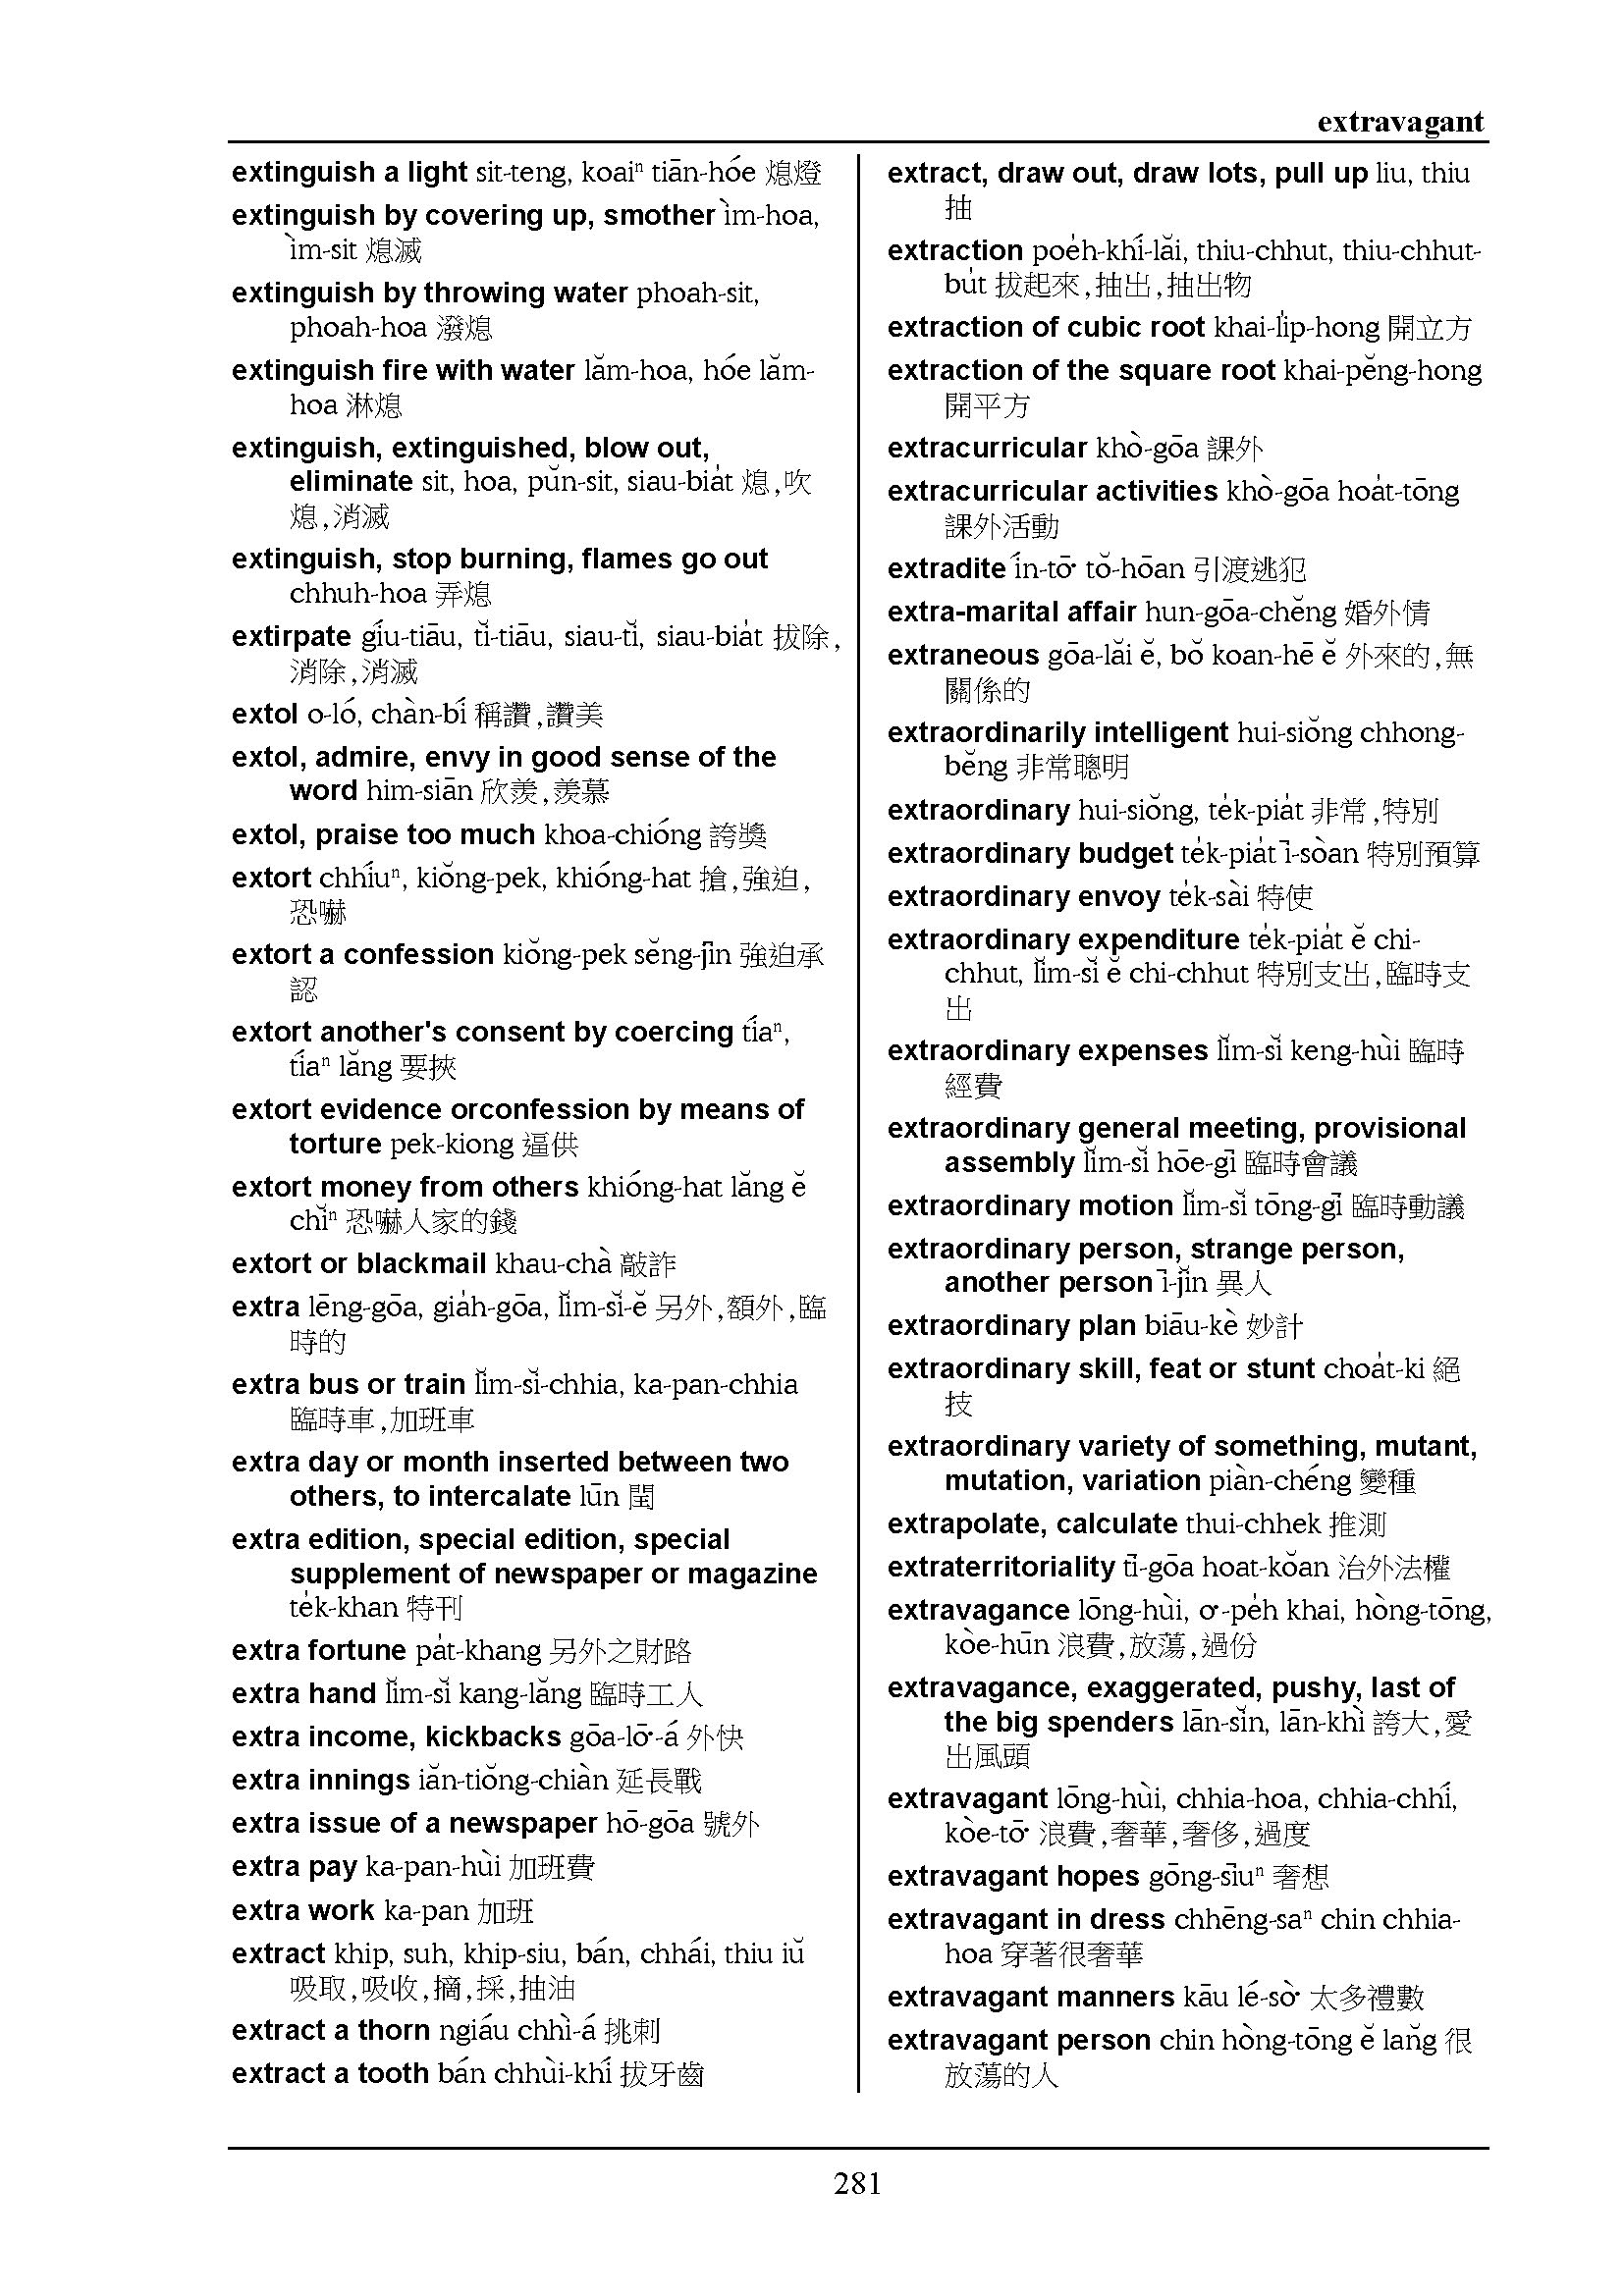 extravagant
extinguish a light sit-teng, koaiⁿ tiān-hóe 熄燈
extinguish by covering up, smother ìm-hoa,
ìm-sit 熄滅
extinguish by throwing water phoah-sit,
phoah-hoa 潑熄
extinguish fire with water lăm-hoa, hóe lăm-
hoa 淋熄
extinguish, extinguished, blow out,
eliminate sit, hoa, pŭn-sit, siau-bia̍t 熄,吹
熄,消滅
extinguish, stop burning, flames go out
chhuh-hoa 弄熄
extirpate gíu-tiāu, tĭ-tiāu, siau-tĭ, siau-bia̍t 拔除,
消除,消滅
extol o-ló, chàn-bí 稱讚,讚美
extol, admire, envy in good sense of the
word him-siān 欣羨,羨慕
extol, praise too much khoa-chióng 誇獎
extort chhíuⁿ, kiŏng-pek, khióng-hat 搶,強迫,
恐嚇
extort a confession kiŏng-pek sĕng-jīn 強迫承
認
extort another's consent by coercing tíaⁿ,
tíaⁿ lăng 要挾
extort evidence orconfession by means of
torture pek-kiong 逼供
extort money from others khióng-hat lăng ĕ
chĭⁿ 恐嚇人家的錢
extort or blackmail khau-chà 敲詐
extra lēng-gōa, gia̍h-gōa, lĭm-sĭ-ĕ 另外,額外,臨
時的
extra bus or train lĭm-sĭ-chhia, ka-pan-chhia
臨時車,加班車
extra day or month inserted between two
others, to intercalate lūn 閏
extra edition, special edition, special
supplement of newspaper or magazine
te̍k-khan 特刊
extra fortune pa̍t-khang 另外之財路
extra hand lĭm-sĭ kang-lăng 臨時工人
extra income, kickbacks gōa-lō͘-á 外快
extra innings iăn-tiŏng-chiàn 延長戰
extra issue of a newspaper hō-gōa 號外
extra pay ka-pan-hùi 加班費
extra work ka-pan 加班
extract khip, suh, khip-siu, bán, chhái, thiu iŭ
吸取,吸收,摘,採,抽油
extract a thorn ngiáu chhì-á 挑刺
extract a tooth bán chhùi-khí 拔牙齒
extract, draw out, draw lots, pull up liu, thiu
抽
extraction poe̍h-khí-lăi, thiu-chhut, thiu-chhut-
bu̍t 拔起來,抽出,抽出物
extraction of cubic root khai-li̍p-hong 開立方
extraction of the square root khai-pĕng-hong
開平方
extracurricular khò-gōa 課外
extracurricular activities khò-gōa hoa̍t-tōng
課外活動
extradite ín-tō͘ tŏ-hōan 引渡逃犯
extra-marital affair hun-gōa-chĕng 婚外情
extraneous gōa-lăi ĕ, bŏ koan-hē ĕ 外來的,無
關係的
extraordinarily intelligent hui-siŏng chhong-
bĕng 非常聰明
extraordinary hui-siŏng, te̍k-pia̍t 非常,特別
extraordinary budget te̍k-pia̍t ī-sòan 特別預算
extraordinary envoy te̍k-sài 特使
extraordinary expenditure te̍k-pia̍t ĕ chi-
chhut, lĭm-sĭ ĕ chi-chhut 特別支出,臨時支
出
extraordinary expenses lĭm-sĭ keng-hùi 臨時
經費
extraordinary general meeting, provisional
assembly lĭm-sĭ hōe-gī 臨時會議
extraordinary motion lĭm-sĭ tōng-gī 臨時動議
extraordinary person, strange person,
another person ī-jĭn 異人
extraordinary plan biāu-kè 妙計
extraordinary skill, feat or stunt choa̍t-ki 絕
技
extraordinary variety of something, mutant,
mutation, variation piàn-chéng 變種
extrapolate, calculate thui-chhek 推測
extraterritoriality tī-gōa hoat-kŏan 治外法權
extravagance lōng-hùi, o͘-pe̍h khai, hòng-tōng,
kòe-hūn 浪費,放蕩,過份
extravagance, exaggerated, pushy, last of
the big spenders lān-sĭn, lān-khì 誇大,愛
出風頭
extravagant lōng-hùi, chhia-hoa, chhia-chhí,
kòe-tō͘ 浪費,奢華,奢侈,過度
extravagant hopes gōng-sīuⁿ 奢想
extravagant in dress chhēng-saⁿ chin chhia-
hoa 穿著很奢華
extravagant manners kāu lé-sò͘ 太多禮數
extravagant person chin hòng-tōng ĕ lan̆g 很
放蕩的人
281